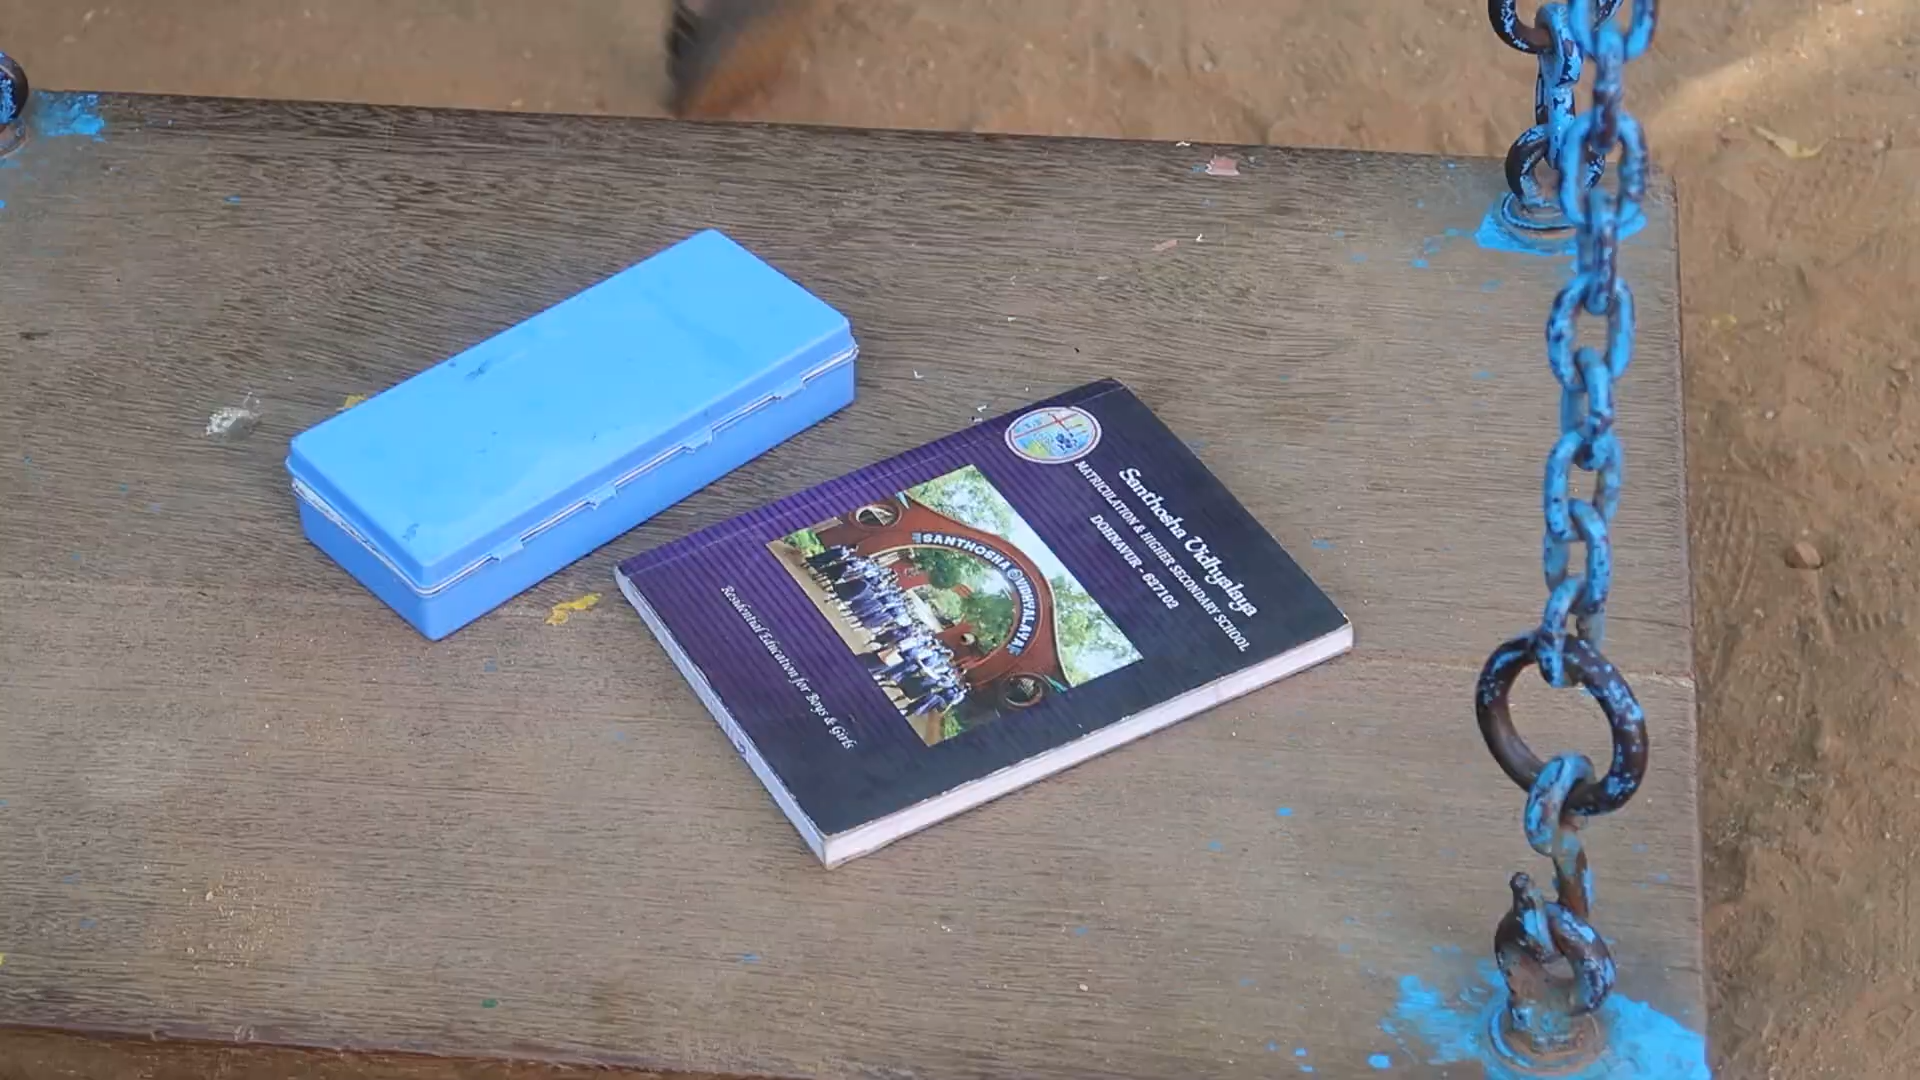 Santhosha Vidhyalaya
MATRICULATION & HIGHER SECONDARY SCHOOL
DOHNAVUR - 627102
SANTHOSHA VIDHYALAYA
Residential Education for Boys & Girls